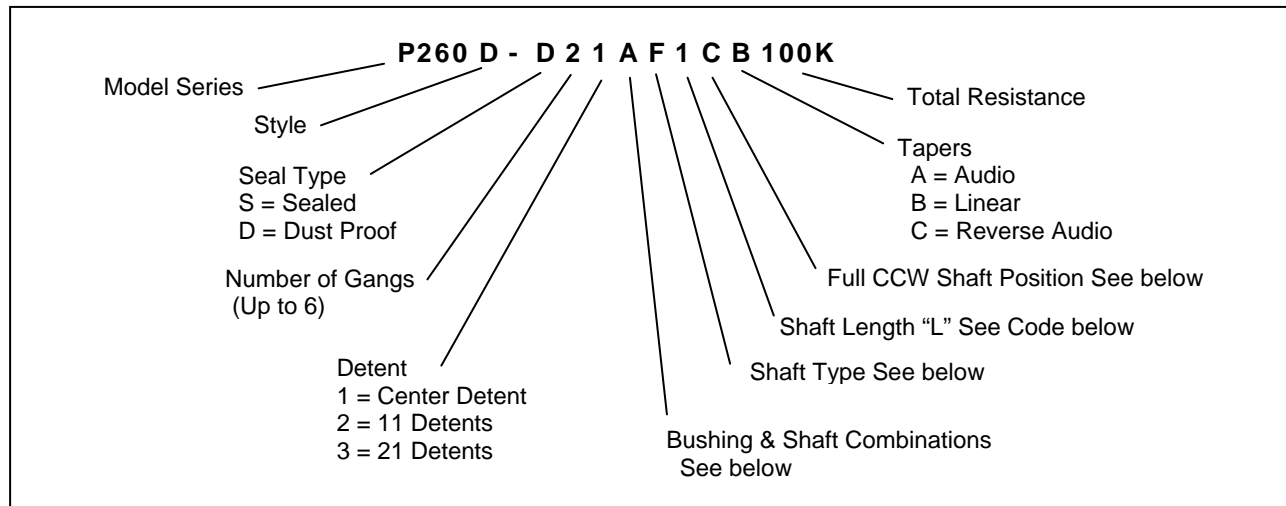 P260 D - D 2 1 A F 1 C B 100K
Model Series
Total Resistance
Style
Tapers
A = Audio
B = Linear
C = Reverse Audio
Seal Type
S = Sealed
D = Dust Proof
Number of Gangs
(Up to 6)
Full CCW Shaft Position See below
Shaft Length “L” See Code below
Detent
1 = Center Detent
2 = 11 Detents
3 = 21 Detents
Shaft Type See below
Bushing & Shaft Combinations
See below